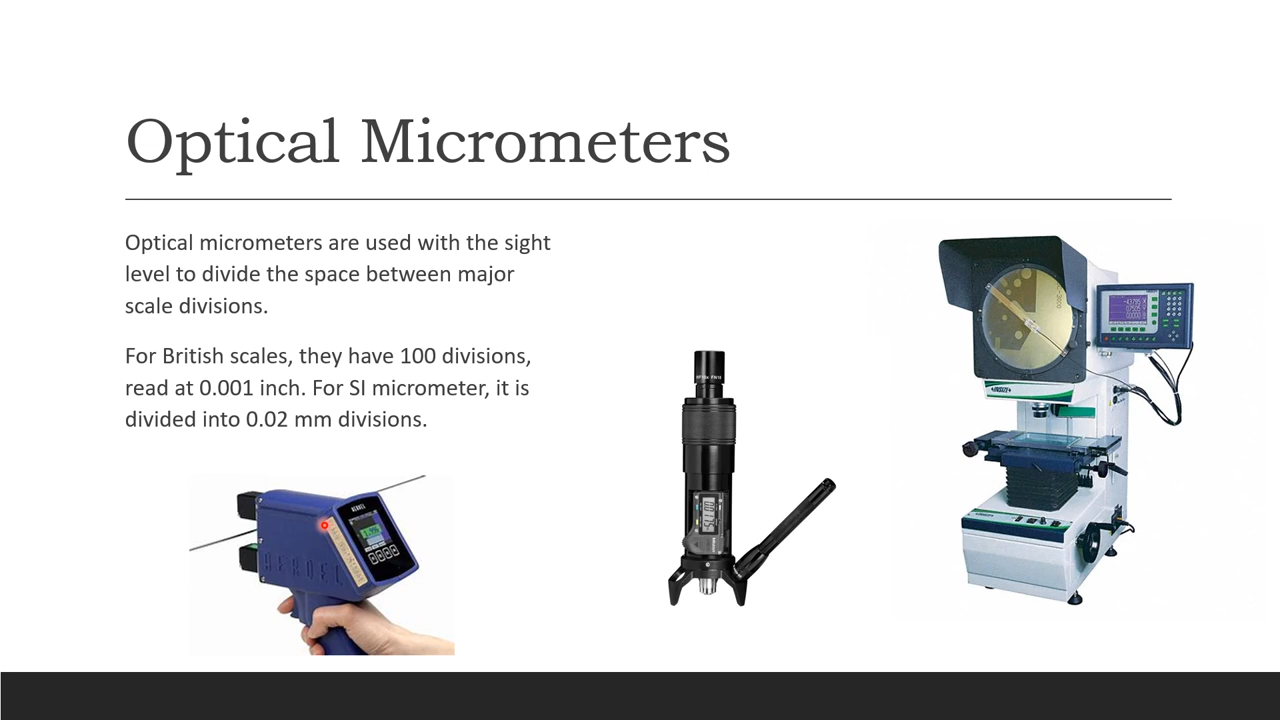 Optical Micrometers
Optical micrometers are used with the sight
level to divide the space between major
scale divisions.
For British scales, they have 100 divisions,
read at 0.001 inch. For SI micrometer, it is
divided into 0.02 mm divisions.